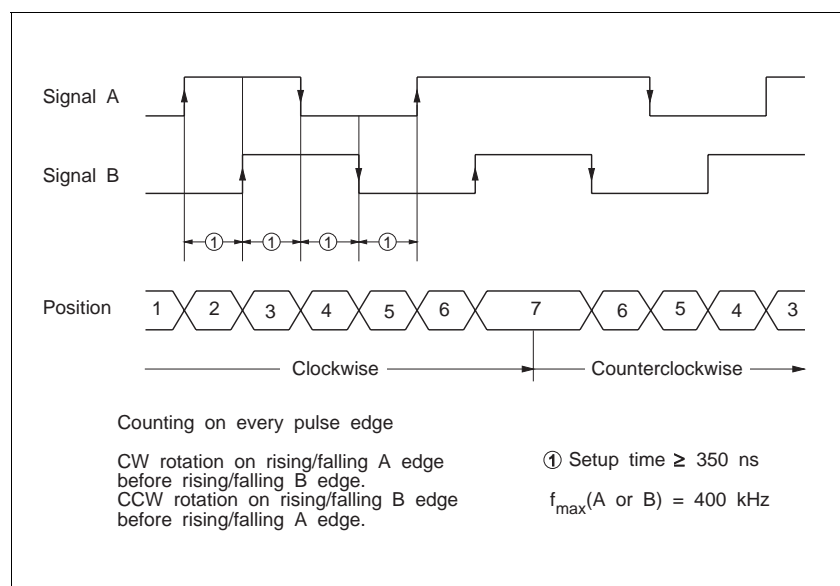 Signal A
Signal B
① ① ① ①
Position 1 2 3 4 5 6 7 6 5 4 3
Clockwise Counterclockwise
Counting on every pulse edge
CW rotation on rising/falling A edge
before rising/falling B edge.
CCW rotation on rising/falling B edge
before rising/falling A edge.
① Setup time ≥ 350 ns
fmax(A or B) = 400 kHz